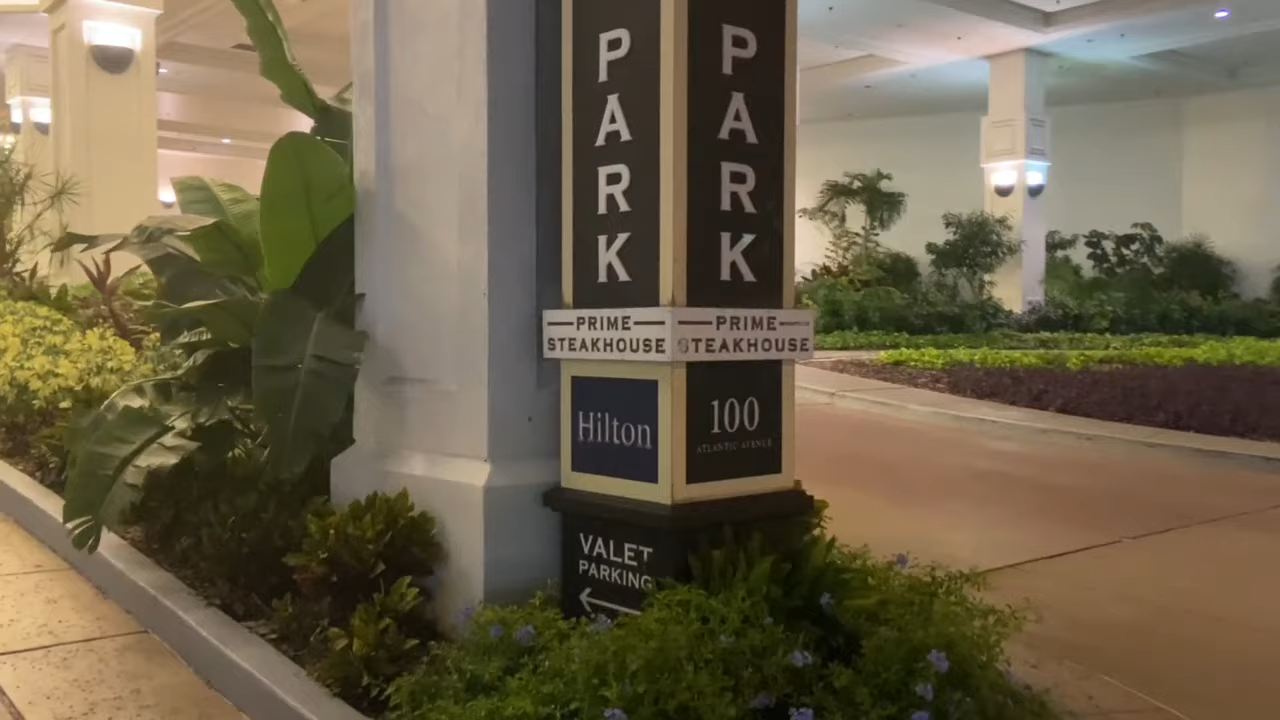 PARK
PRIME
STEAKHOUSE
Hilton
VALET
PARKING
PARK
PRIME
STEAKHOUSE
100
ATLANTIC AVENUE